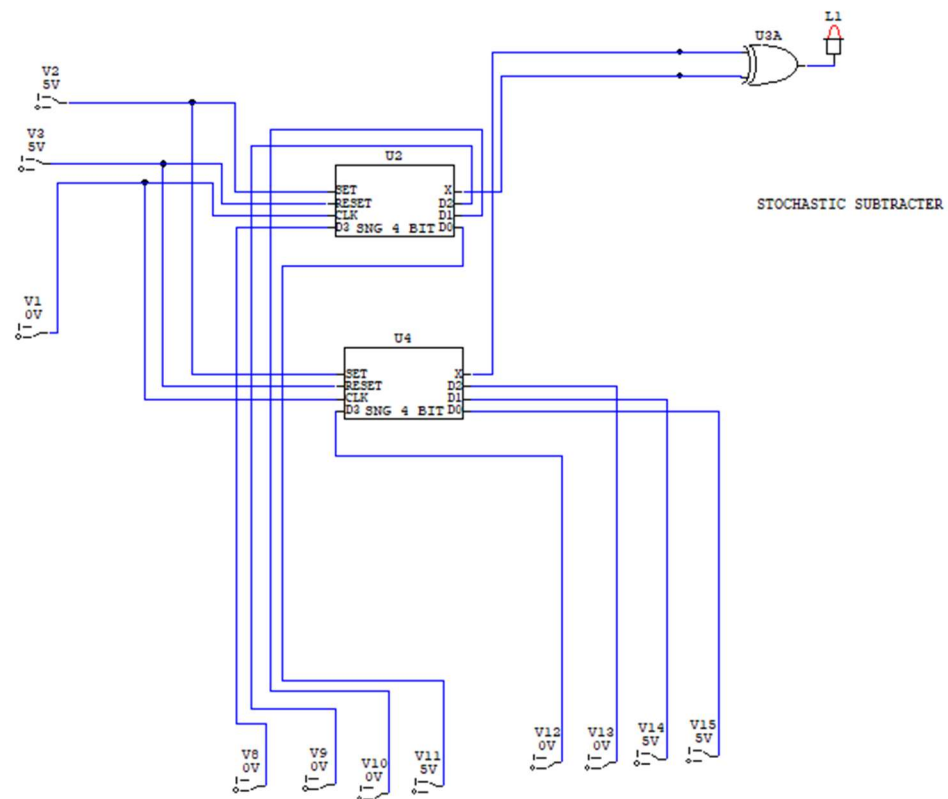 L1
U3A
V2
5V
V3
5V
U2
SET
RESET
CLK
D3 SNG 4 BIT
X
D2
D1
D0
STOCHASTIC SUBTRACTER
V1
0V
U4
SET
RESET
CLK
D3 SNG 4 BIT
X
D2
D1
D0
V8
0V
V9
0V
V10
0V
V11
5V
V12
0V
V13
0V
V14
5V
V15
5V